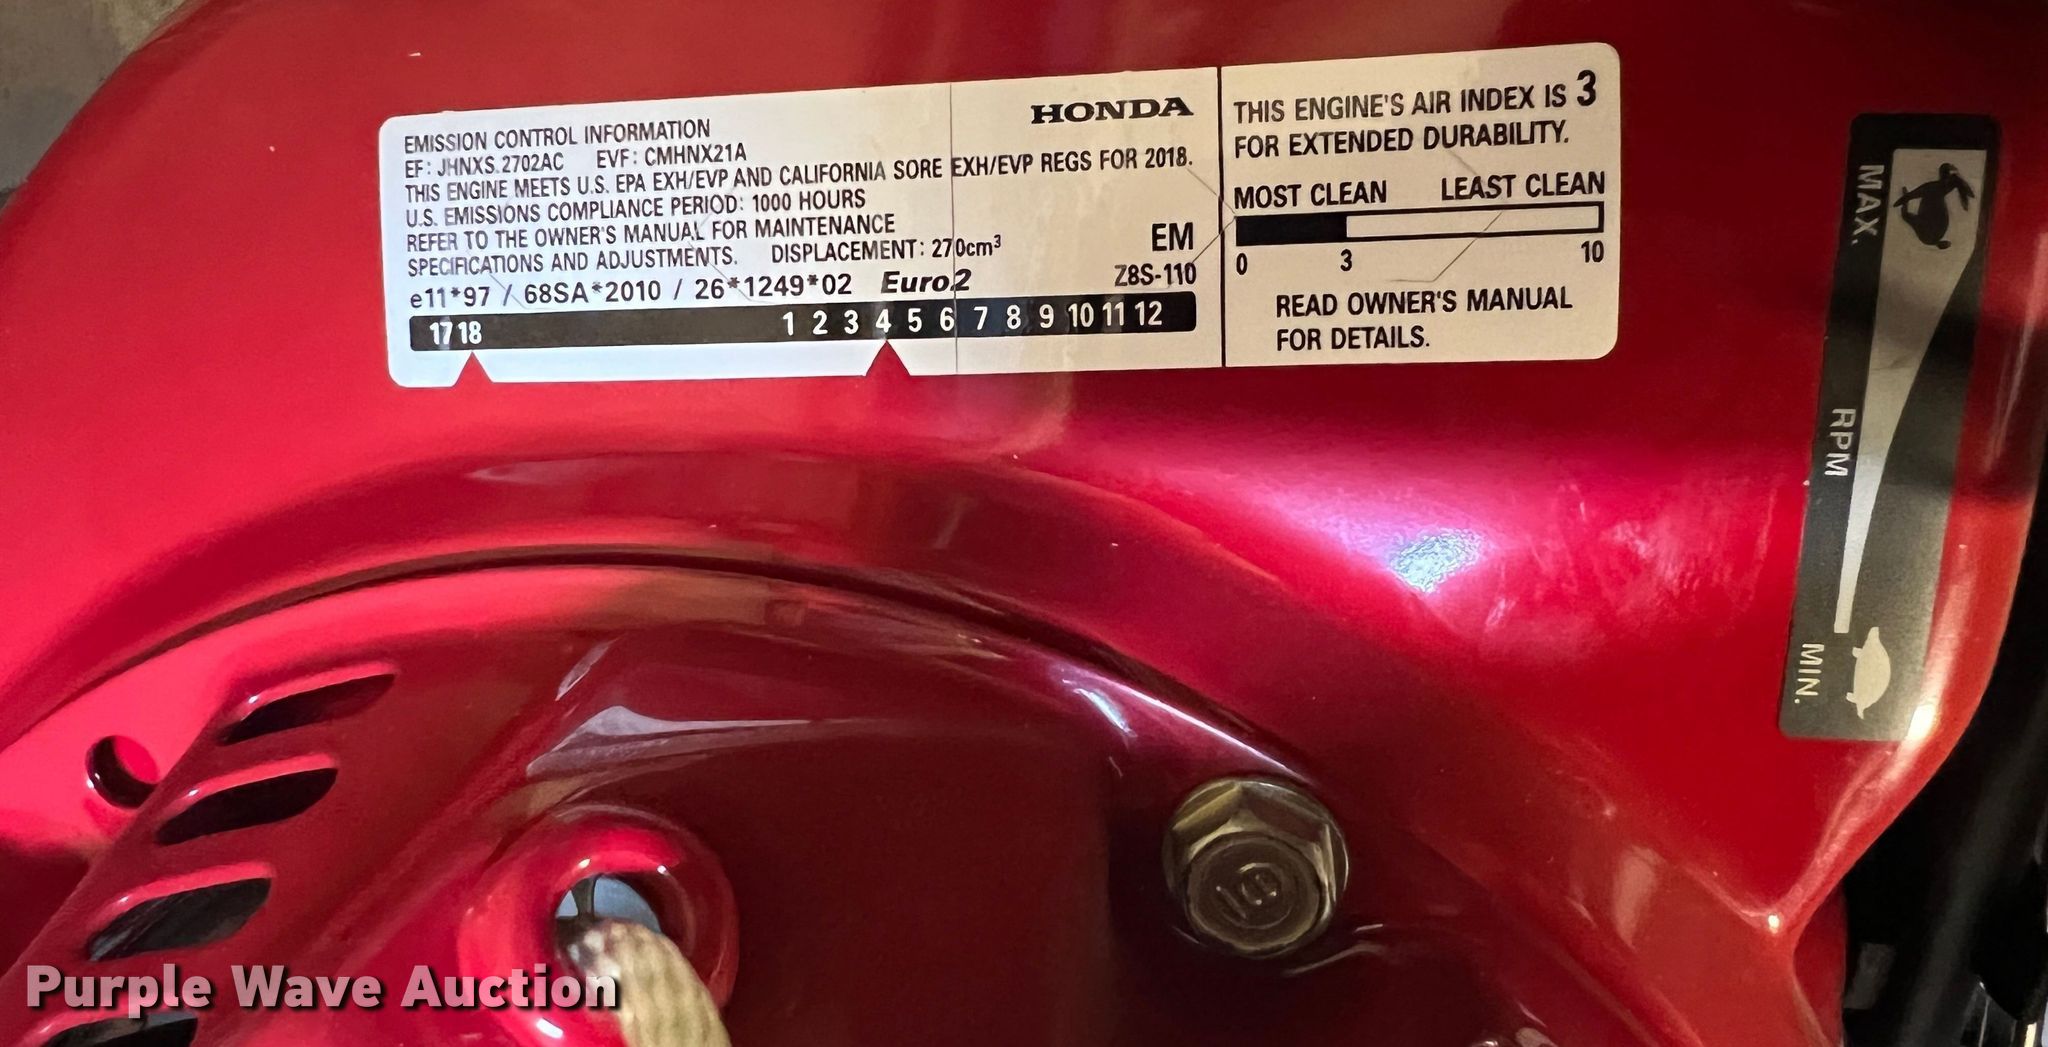 EMISSION CONTROL INFORMATION
HONDA
EF: JHNXS.2702AC EVF: CMHNX21A
THIS ENGINE MEETS U.S. EPA EXH/EVP AND CALIFORNIA SORE EXH/EVP REGS FOR 2018.
U.S. EMISSIONS COMPLIANCE PERIOD: 1000 HOURS
REFER TO THE OWNER'S MANUAL FOR MAINTENANCE
SPECIFICATIONS AND ADJUSTMENTS. DISPLACEMENT: 270cm³
EM
e11*97 / 68SA*2010 / 26*1249*02 Euro2
Z8S-110
17 18 1 2 3 4 5 6 7 8 9 10 11 12
THIS ENGINE'S AIR INDEX IS 3
FOR EXTENDED DURABILITY.
MOST CLEAN LEAST CLEAN
0 3 10
READ OWNER'S MANUAL
FOR DETAILS.
MAX.
RPM
MIN.
Purple Wave Auction